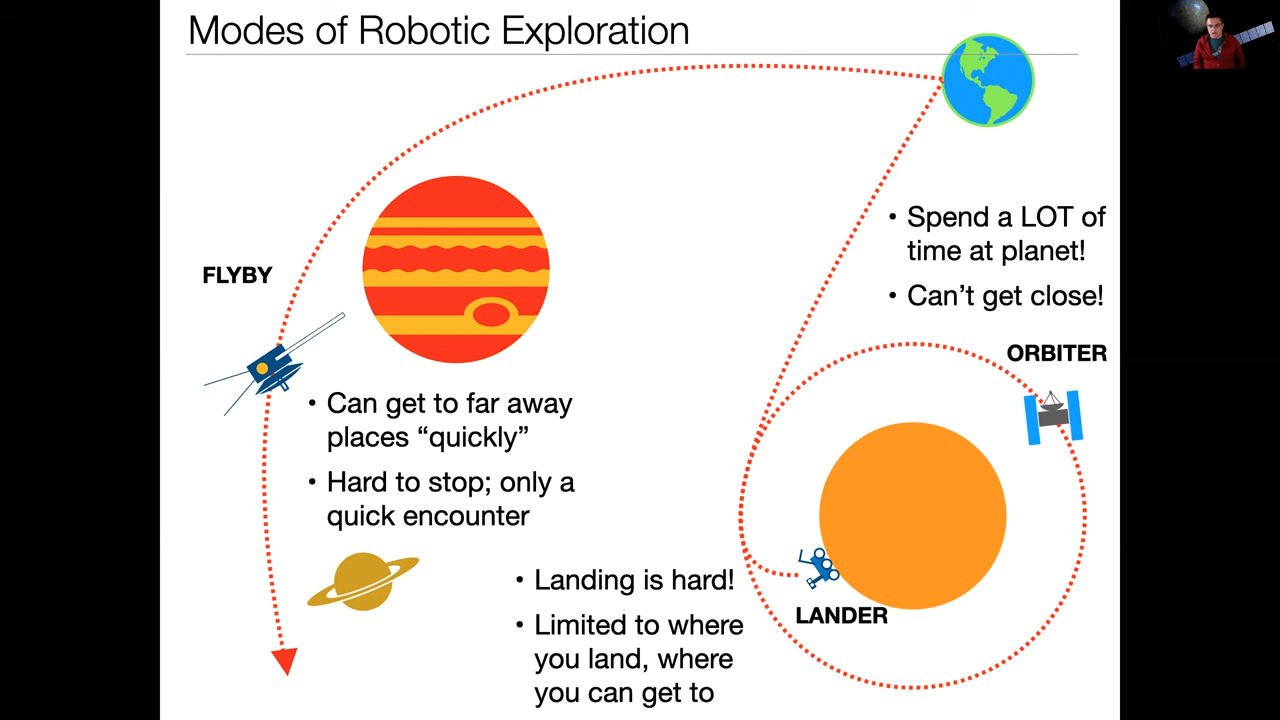 Modes of Robotic Exploration
• Spend a LOT of
time at planet!
• Can't get close!
FLYBY
ORBITER
• Can get to far away
places “quickly”
• Hard to stop; only a
quick encounter
• Landing is hard!
• Limited to where
you land, where
you can get to
LANDER